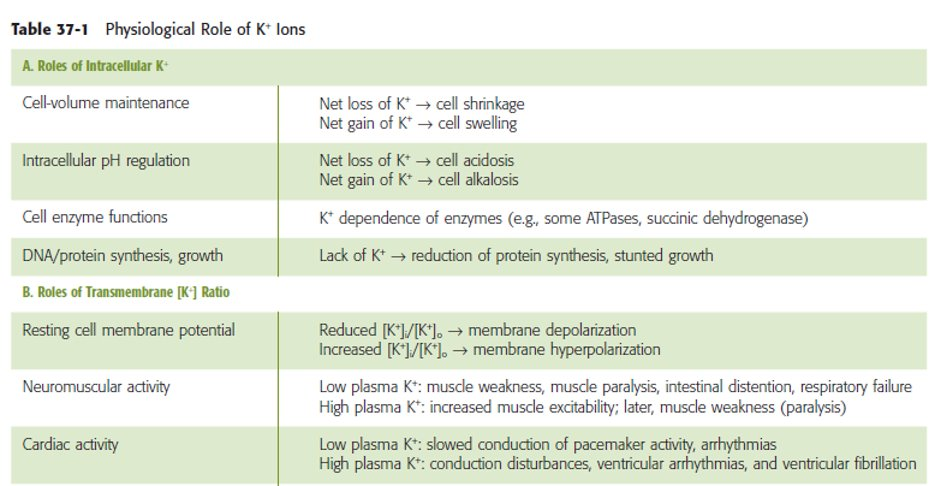 Table 37-1 Physiological Role of K⁺ Ions
A. Roles of Intracellular K⁺
Cell-volume maintenance
Net loss of K⁺ → cell shrinkage
Net gain of K⁺ → cell swelling
Intracellular pH regulation
Net loss of K⁺ → cell acidosis
Net gain of K⁺ → cell alkalosis
Cell enzyme functions
K⁺ dependence of enzymes (e.g., some ATPases, succinic dehydrogenase)
DNA/protein synthesis, growth
Lack of K⁺ → reduction of protein synthesis, stunted growth
B. Roles of Transmembrane [K⁺] Ratio
Resting cell membrane potential
Reduced [K⁺]ᵢ/[K⁺]ₒ → membrane depolarization
Increased [K⁺]ᵢ/[K⁺]ₒ → membrane hyperpolarization
Neuromuscular activity
Low plasma K⁺: muscle weakness, muscle paralysis, intestinal distention, respiratory failure
High plasma K⁺: increased muscle excitability; later, muscle weakness (paralysis)
Cardiac activity
Low plasma K⁺: slowed conduction of pacemaker activity, arrhythmias
High plasma K⁺: conduction disturbances, ventricular arrhythmias, and ventricular fibrillation